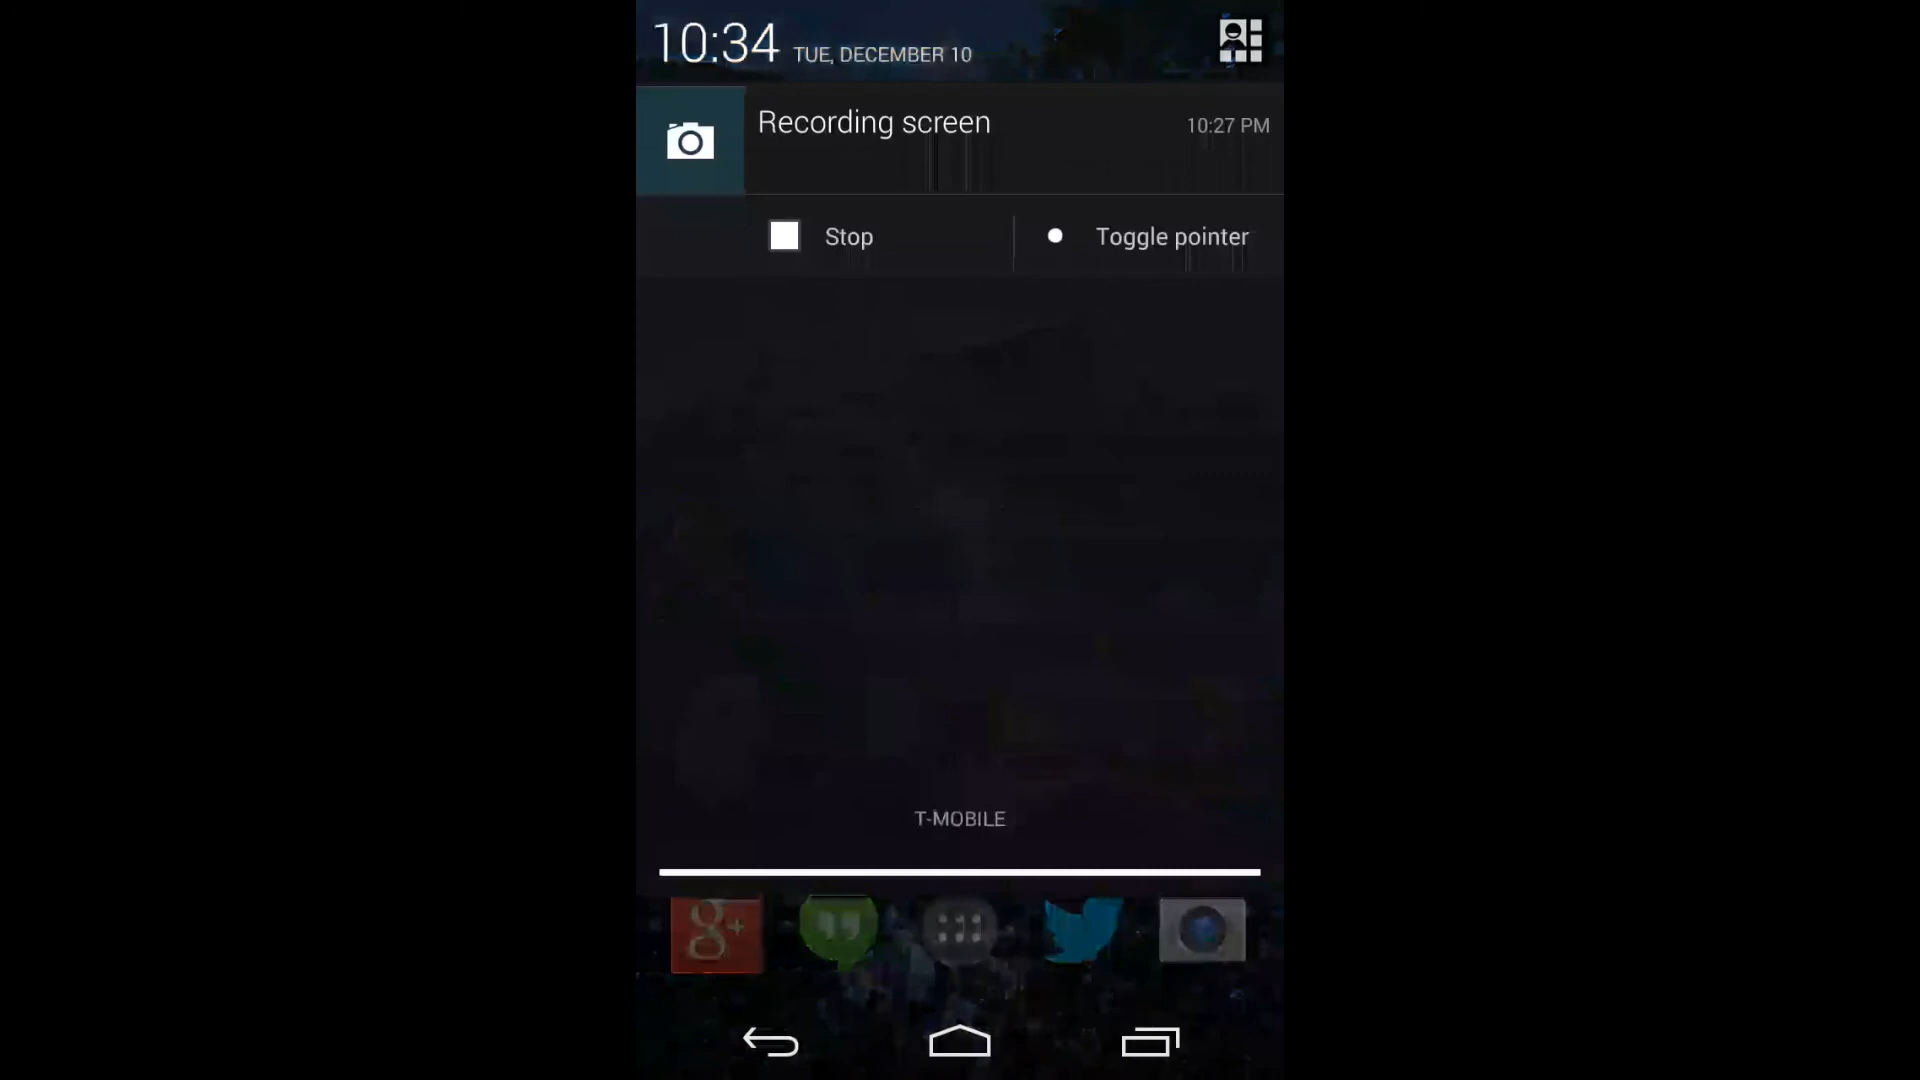 10:34 TUE, DECEMBER 10
Recording screen 10:27 PM
Stop Toggle pointer
T-MOBILE
g+